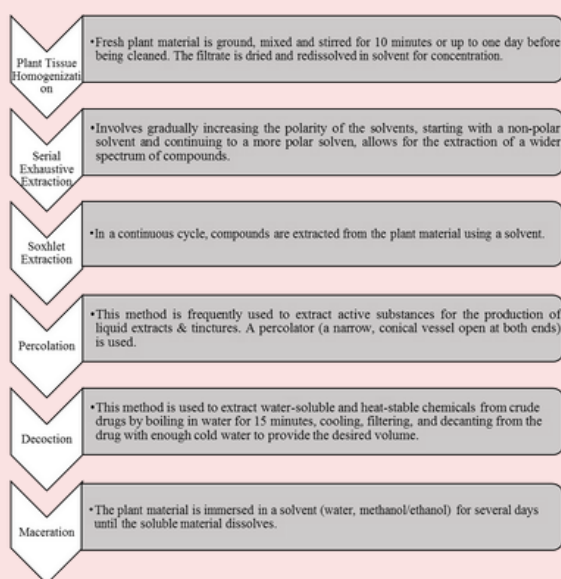 Plant Tissue
Homogenizati
on
•Fresh plant material is ground, mixed and stirred for 10 minutes or up to one day before
being cleaned. The filtrate is dried and redissolved in solvent for concentration.
Serial
Exhaustive
Extraction
•Involves gradually increasing the polarity of the solvents, starting with a non-polar
solvent and continuing to a more polar solven, allows for the extraction of a wider
spectrum of compounds.
Soxhlet
Extraction
•In a continuous cycle, compounds are extracted from the plant material using a solvent.
Percolation
•This method is frequently used to extract active substances for the production of
liquid extracts & tinctures. A percolator (a narrow, conical vessel open at both ends)
is used.
Decoction
•This method is used to extract water-soluble and heat-stable chemicals from crude
drugs by boiling in water for 15 minutes, cooling, filtering, and decanting from the
drug with enough cold water to provide the desired volume.
Maceration
•The plant material is immersed in a solvent (water, methanol/ethanol) for several days
until the soluble material dissolves.